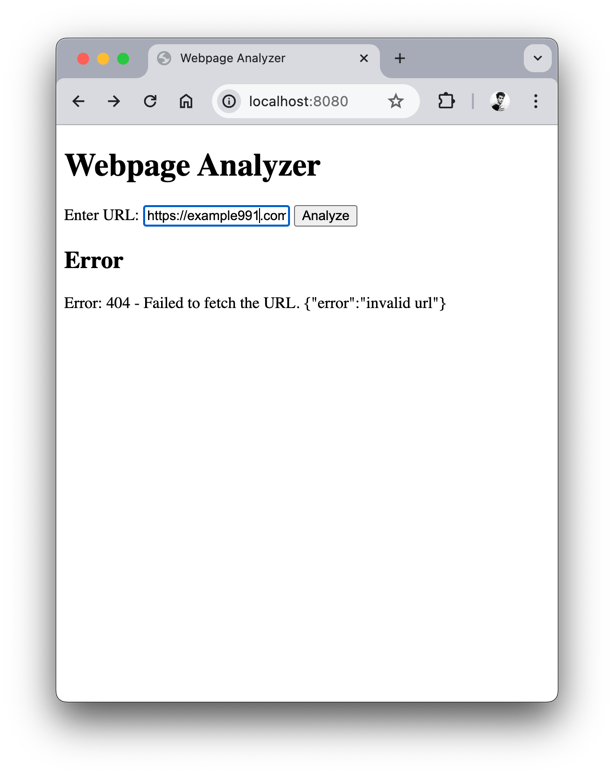 Webpage Analyzer
localhost:8080
Webpage Analyzer
Enter URL: https://example991.com Analyze
Error
Error: 404 - Failed to fetch the URL. {"error":"invalid url"}